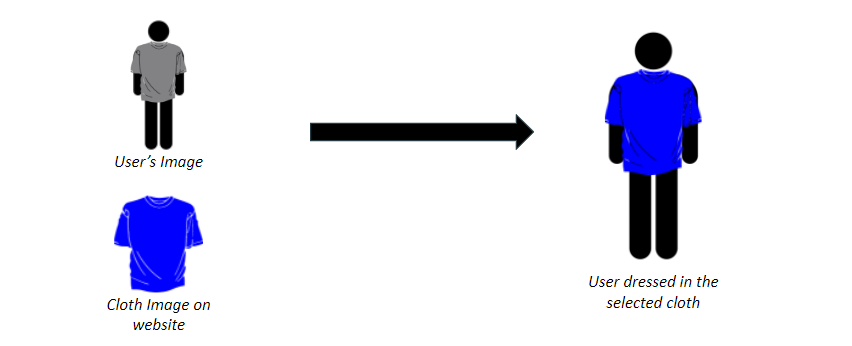 User’s Image
Cloth Image on
website
User dressed in the
selected cloth